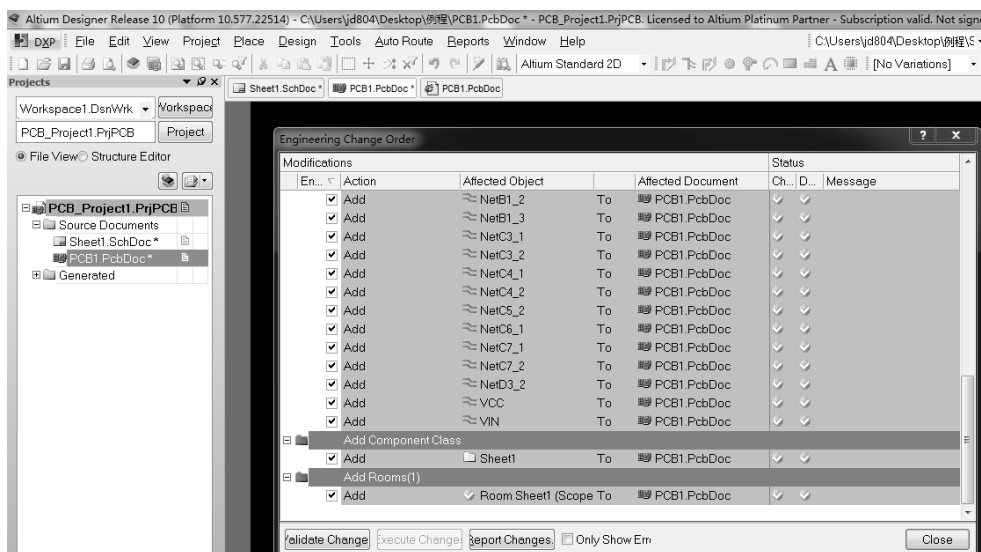 Altium Designer Release 10 (Platform 10.577.22514) - C:\Users\jd804\Desktop\例程\PCB1.PcbDoc * - PCB_Project1.PrjPCB. Licensed to Altium Platinum Partner - Subscription valid. Not sign
DXP File Edit View Project Place Design Tools Auto Route Reports Window Help C:\Users\jd804\Desktop\例程\S
Altium Standard 2D [No Variations]
Projects
Sheet1.SchDoc * PCB1.PcbDoc * PCB1.PcbDoc
Workspace1.DsnWrk Workspace
PCB_Project1.PrjPCB Project
File View Structure Editor
PCB_Project1.PrjPCB
Source Documents
Sheet1.SchDoc *
PCB1.PcbDoc *
Generated
Engineering Change Order
Modifications Status
En... Action Affected Object Affected Document Ch... D... Message
Add NetB1_2 To PCB1.PcbDoc
Add NetB1_3 To PCB1.PcbDoc
Add NetC3_1 To PCB1.PcbDoc
Add NetC3_2 To PCB1.PcbDoc
Add NetC4_1 To PCB1.PcbDoc
Add NetC4_2 To PCB1.PcbDoc
Add NetC5_2 To PCB1.PcbDoc
Add NetC6_1 To PCB1.PcbDoc
Add NetC7_1 To PCB1.PcbDoc
Add NetC7_2 To PCB1.PcbDoc
Add NetD3_2 To PCB1.PcbDoc
Add VCC To PCB1.PcbDoc
Add VIN To PCB1.PcbDoc
Add Component Class
Add Sheet1 To PCB1.PcbDoc
Add Rooms(1)
Add Room Sheet1 (Scope To PCB1.PcbDoc
Validate Change Execute Change Report Changes. Only Show Err Close